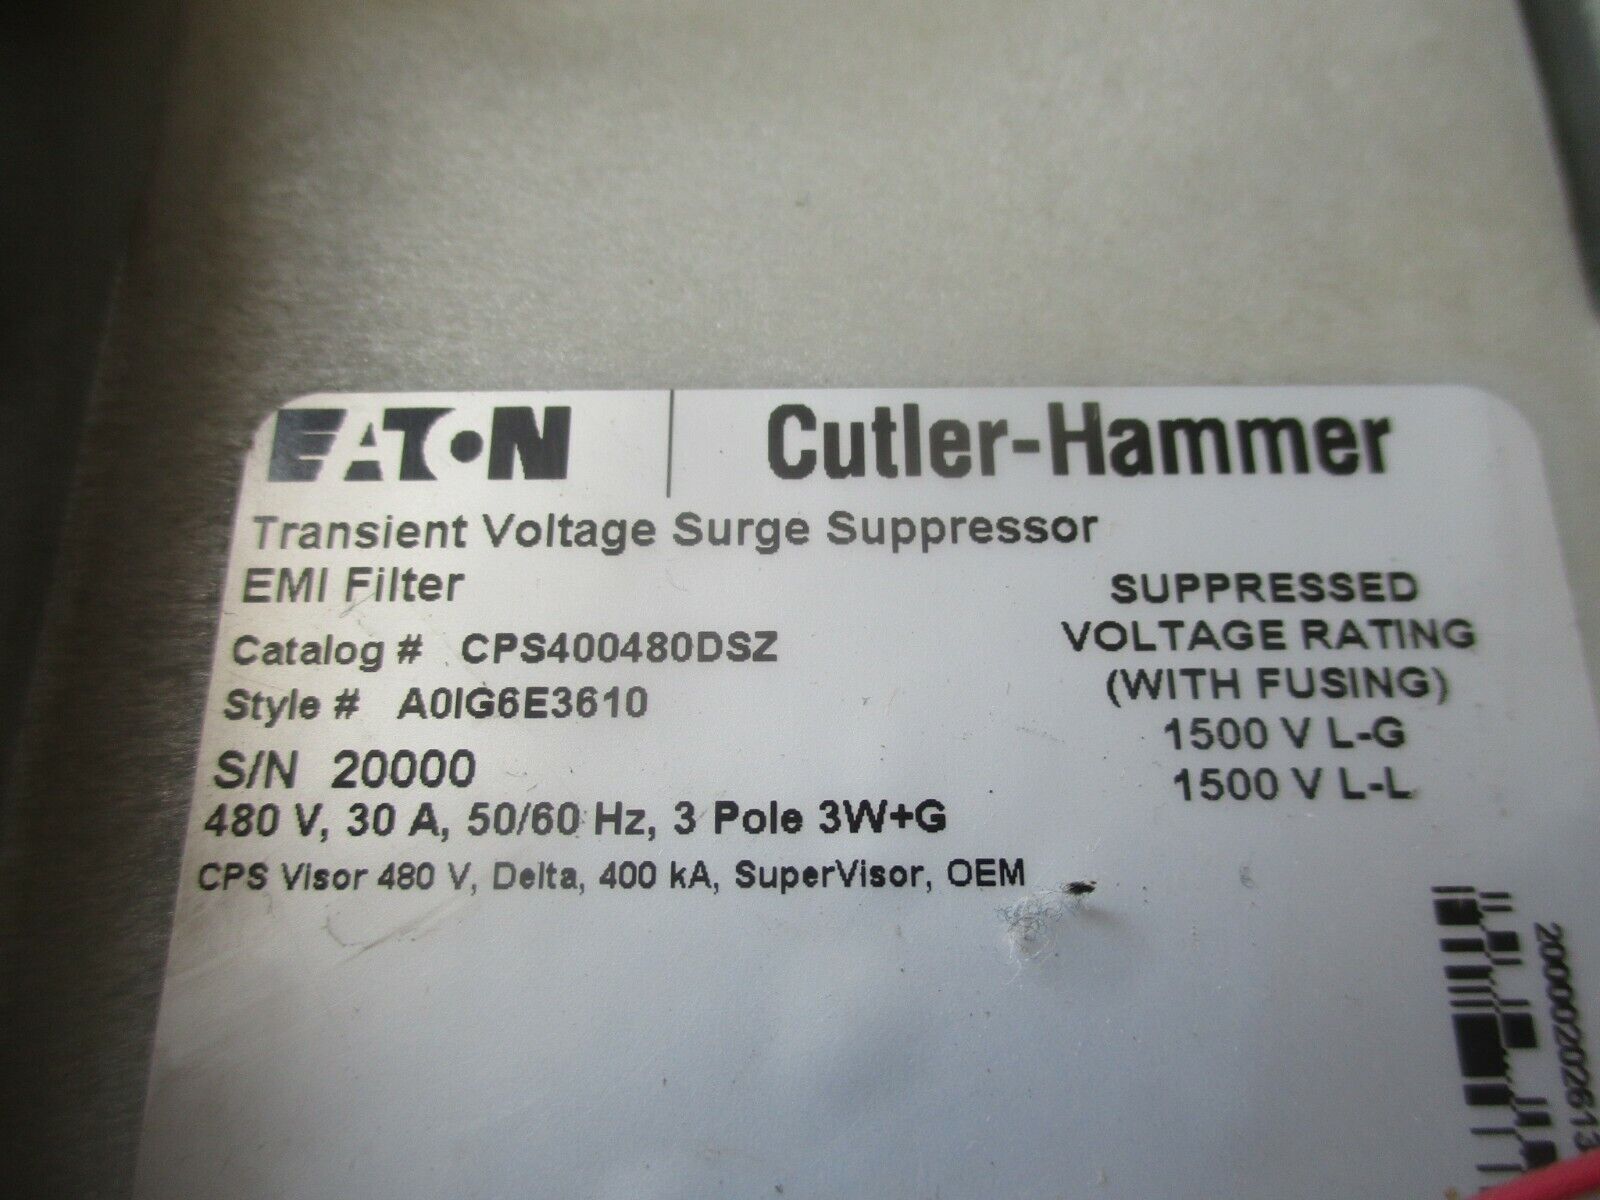 EATON Cutler-Hammer
Transient Voltage Surge Suppressor
EMI Filter
Catalog # CPS400480DSZ
Style # A0IG6E3610
S/N 20000
480 V, 30 A, 50/60 Hz, 3 Pole 3W+G
CPS Visor 480 V, Delta, 400 kA, SuperVisor, OEM
SUPPRESSED
VOLTAGE RATING
(WITH FUSING)
1500 V L-G
1500 V L-L